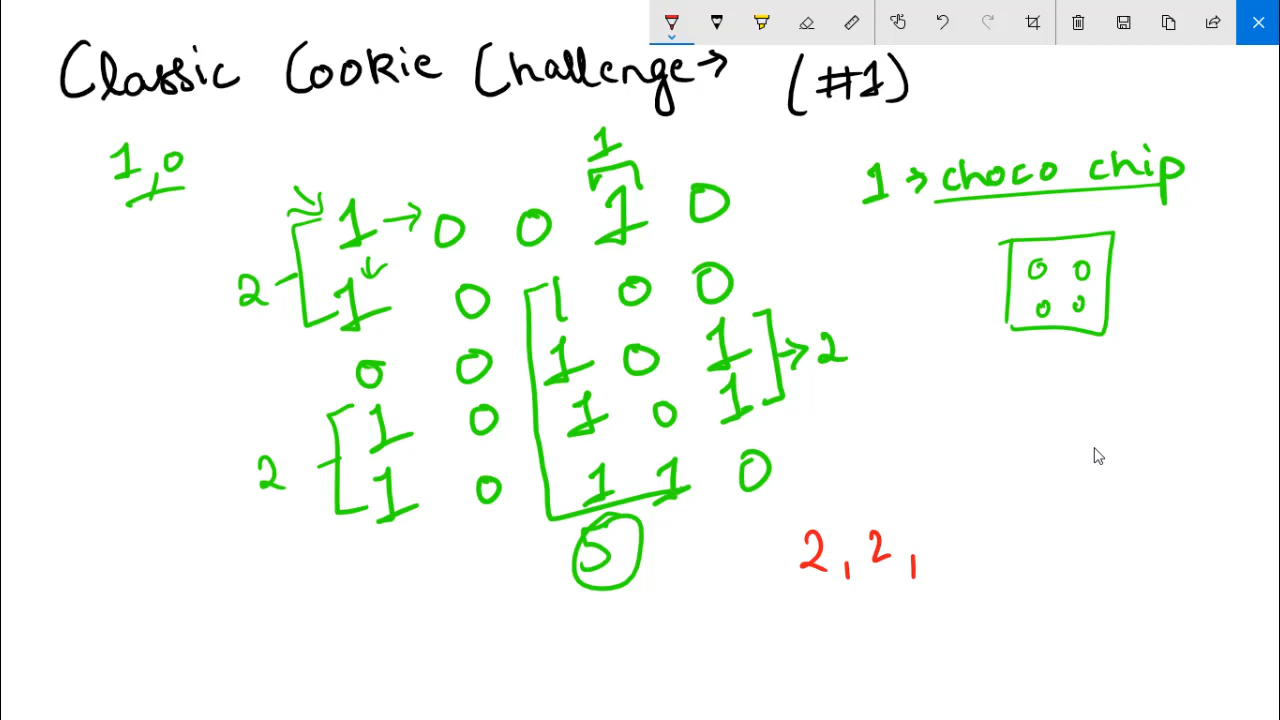 Classic Cookie Challenge → (#1)
1,0
1
1 → choco chip
1 → 0 0 1 0
2
1 0 1 0 0
0 0 1 0 1 → 2
1 0 1 0 1
2
1 0 1 1 0
5
2, 2,